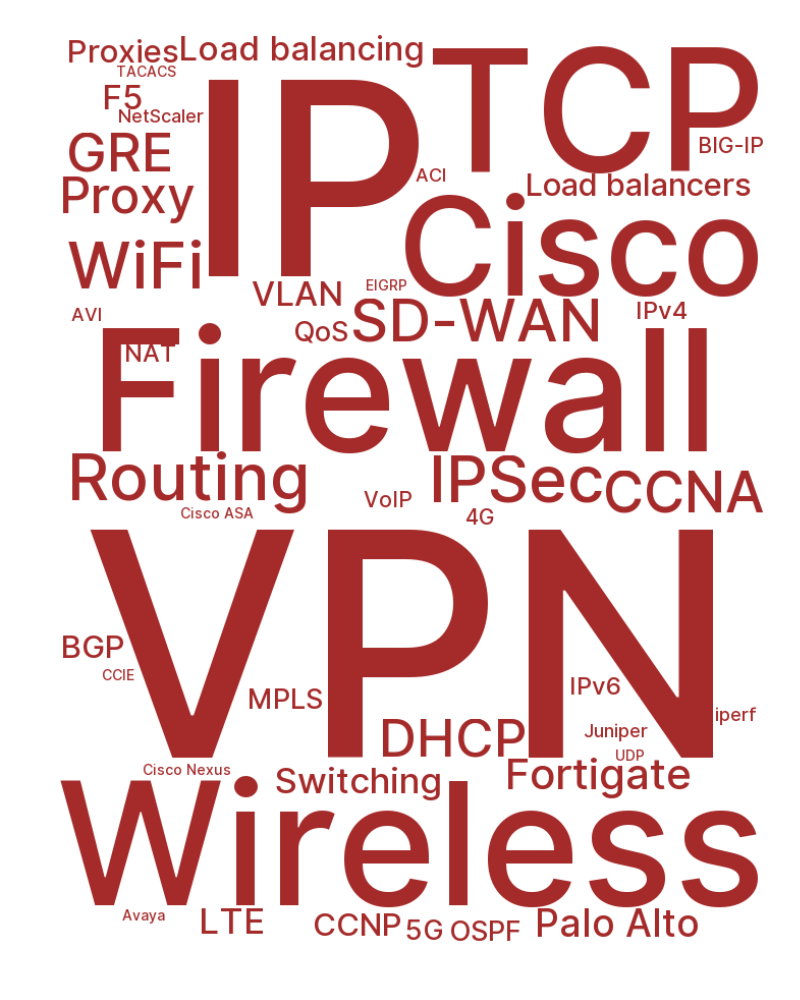 Proxies
Load balancing
TCP
TACACS
IP
F5
NetScaler
GRE
BIG-IP
ACI
Proxy
Load balancers
Cisco
WiFi
VLAN
EIGRP
AVI
QoS
SD-WAN
IPv4
NAT
Firewall
Routing
IPSec
CCNA
VoIP
Cisco ASA
4G
VPN
BGP
CCIE
MPLS
IPv6
iperf
DHCP
Juniper
UDP
Cisco Nexus
Switching
Fortigate
Wireless
Avaya
LTE
CCNP
5G
OSPF
Palo Alto